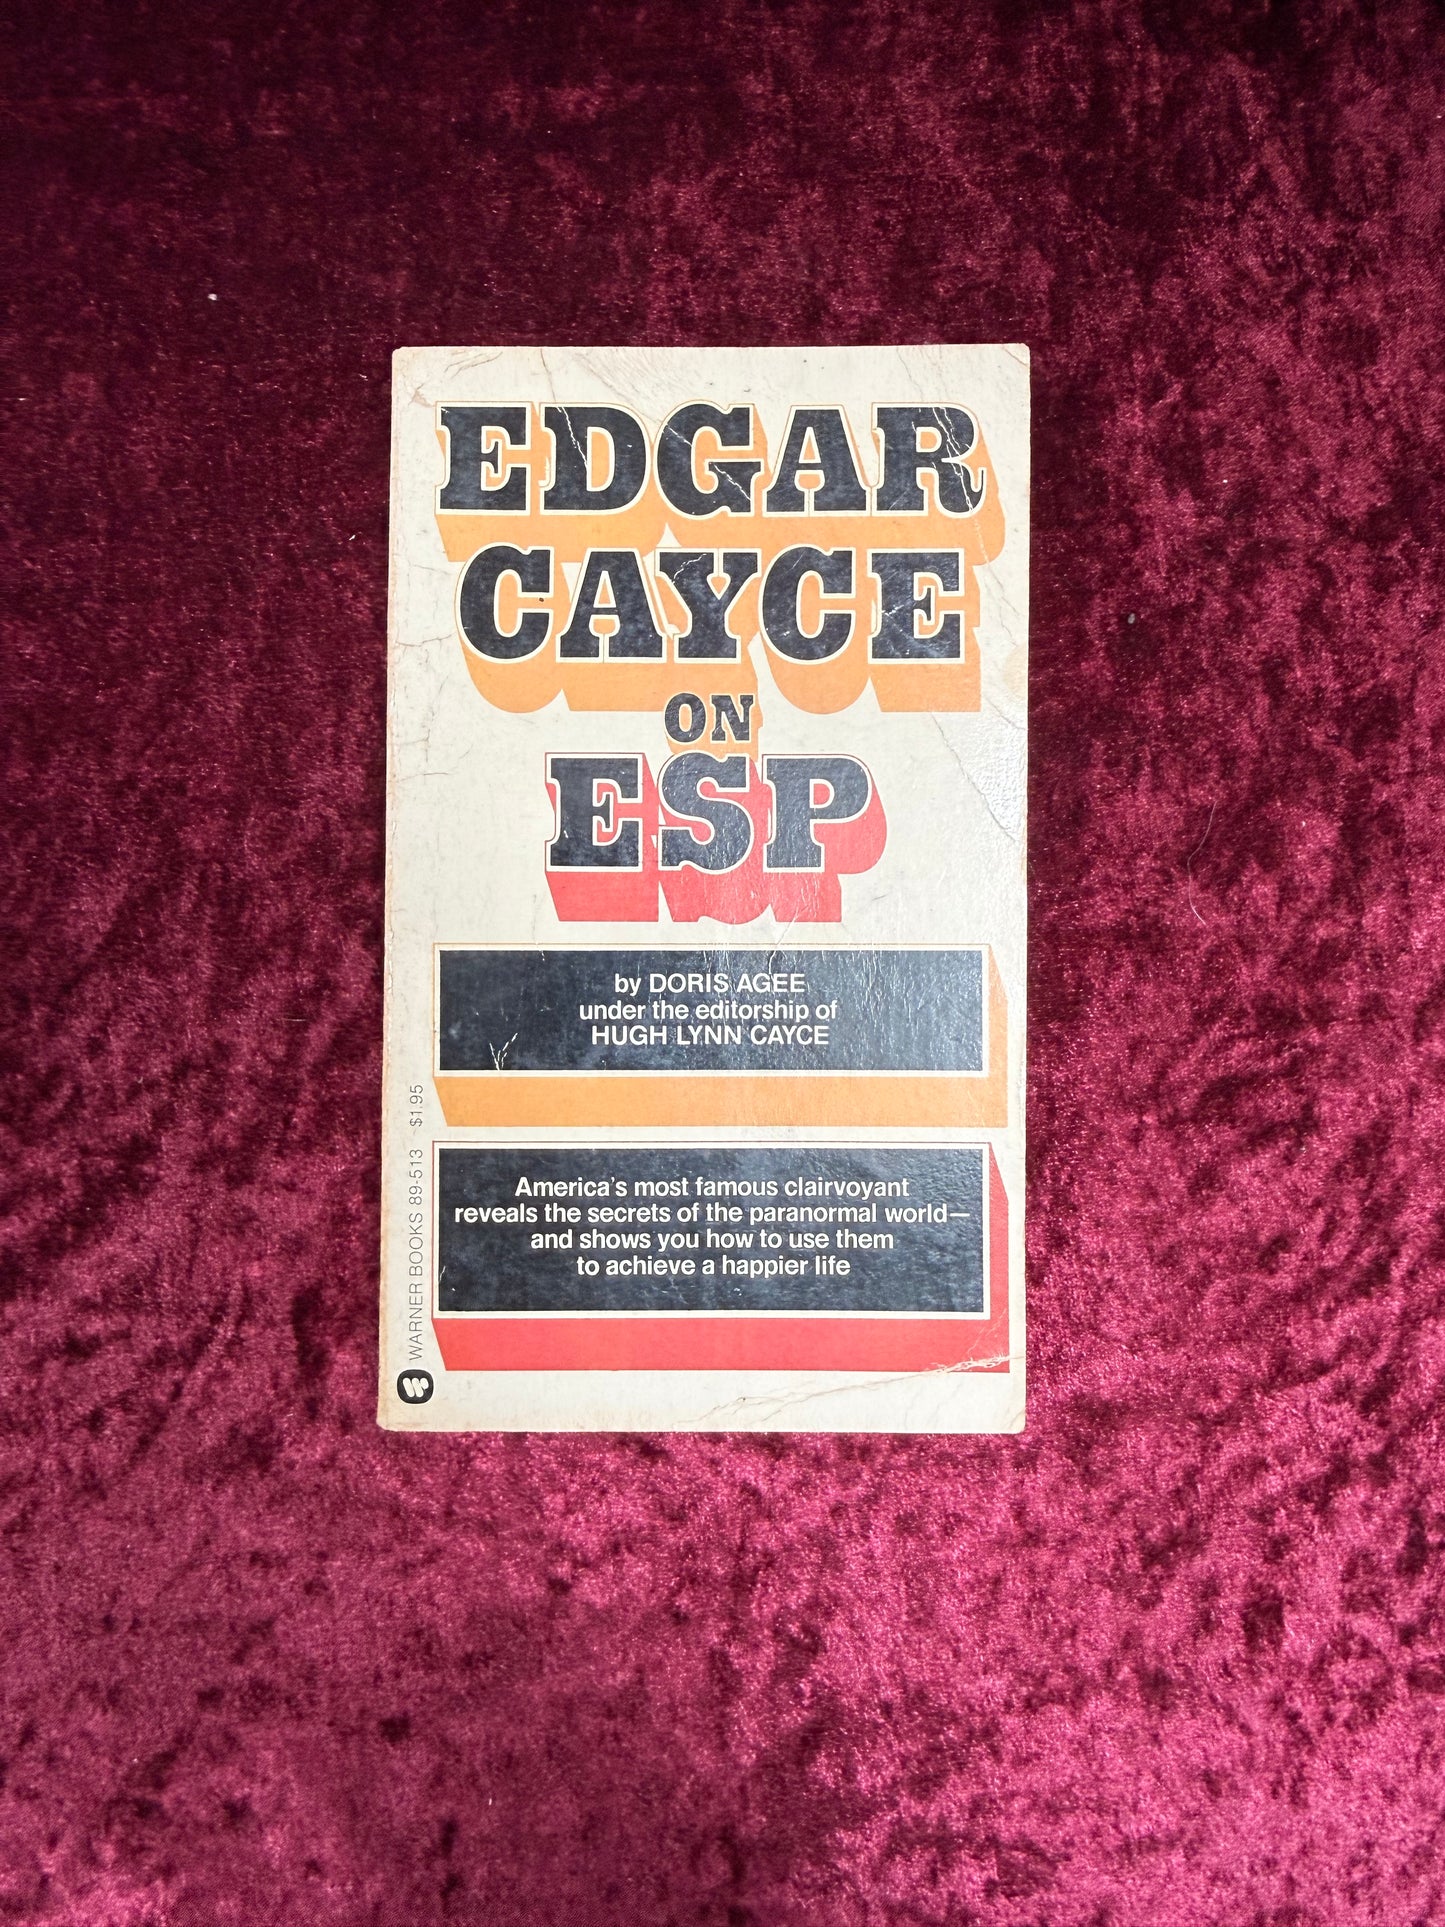 EDGAR
CAYCE
ON
ESP
by DORIS AGEE
under the editorship of
HUGH LYNN CAYCE
America's most famous clairvoyant
reveals the secrets of the paranormal world—
and shows you how to use them
to achieve a happier life
WARNER BOOKS 89-513 $1.95